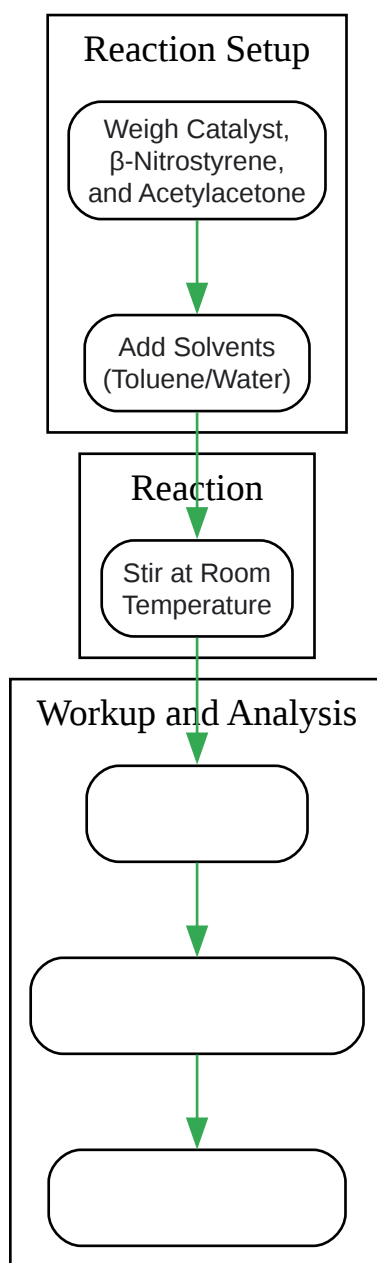 Reaction Setup
Weigh Catalyst,
β-Nitrostyrene,
and Acetylacetone
Add Solvents
(Toluene/Water)
Reaction
Stir at Room
Temperature
Workup and Analysis